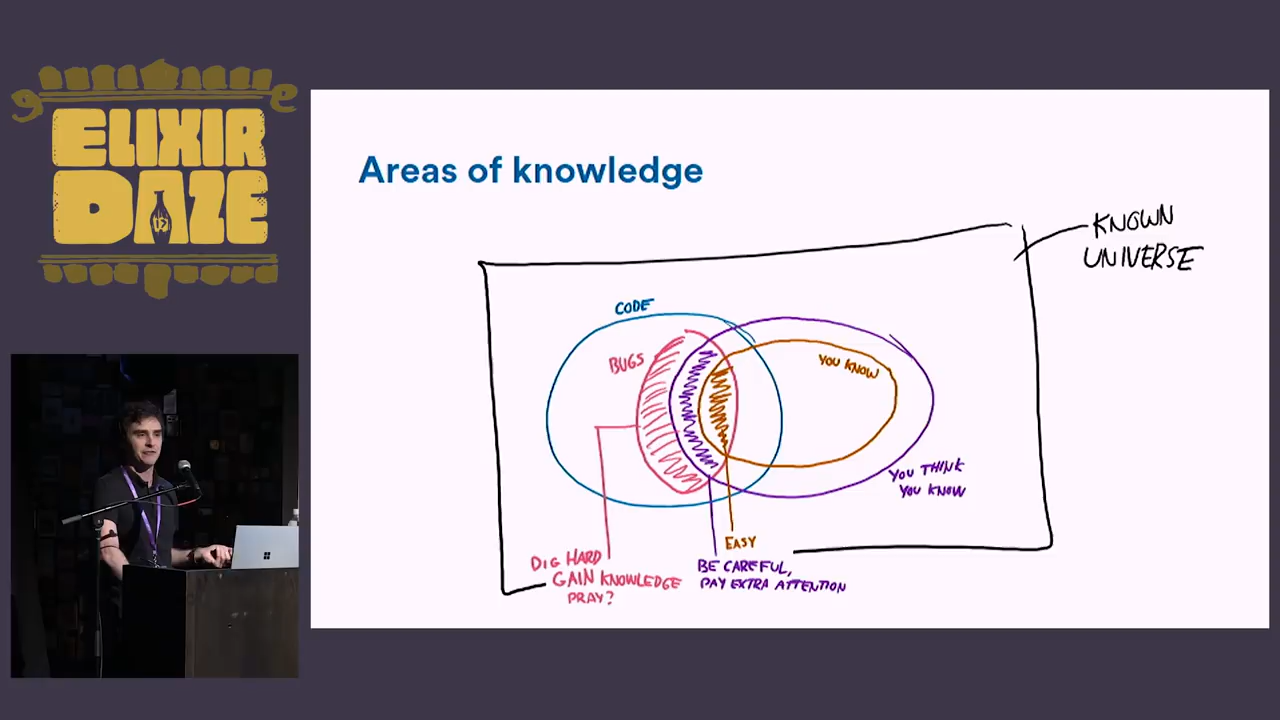 ELIXIR
DAZE
Areas of knowledge
KNOWN
UNIVERSE
CODE
BUGS
YOU KNOW
YOU THINK
YOU KNOW
EASY
DIG HARD
GAIN KNOWLEDGE
PRAY?
BE CAREFUL,
PAY EXTRA ATTENTION